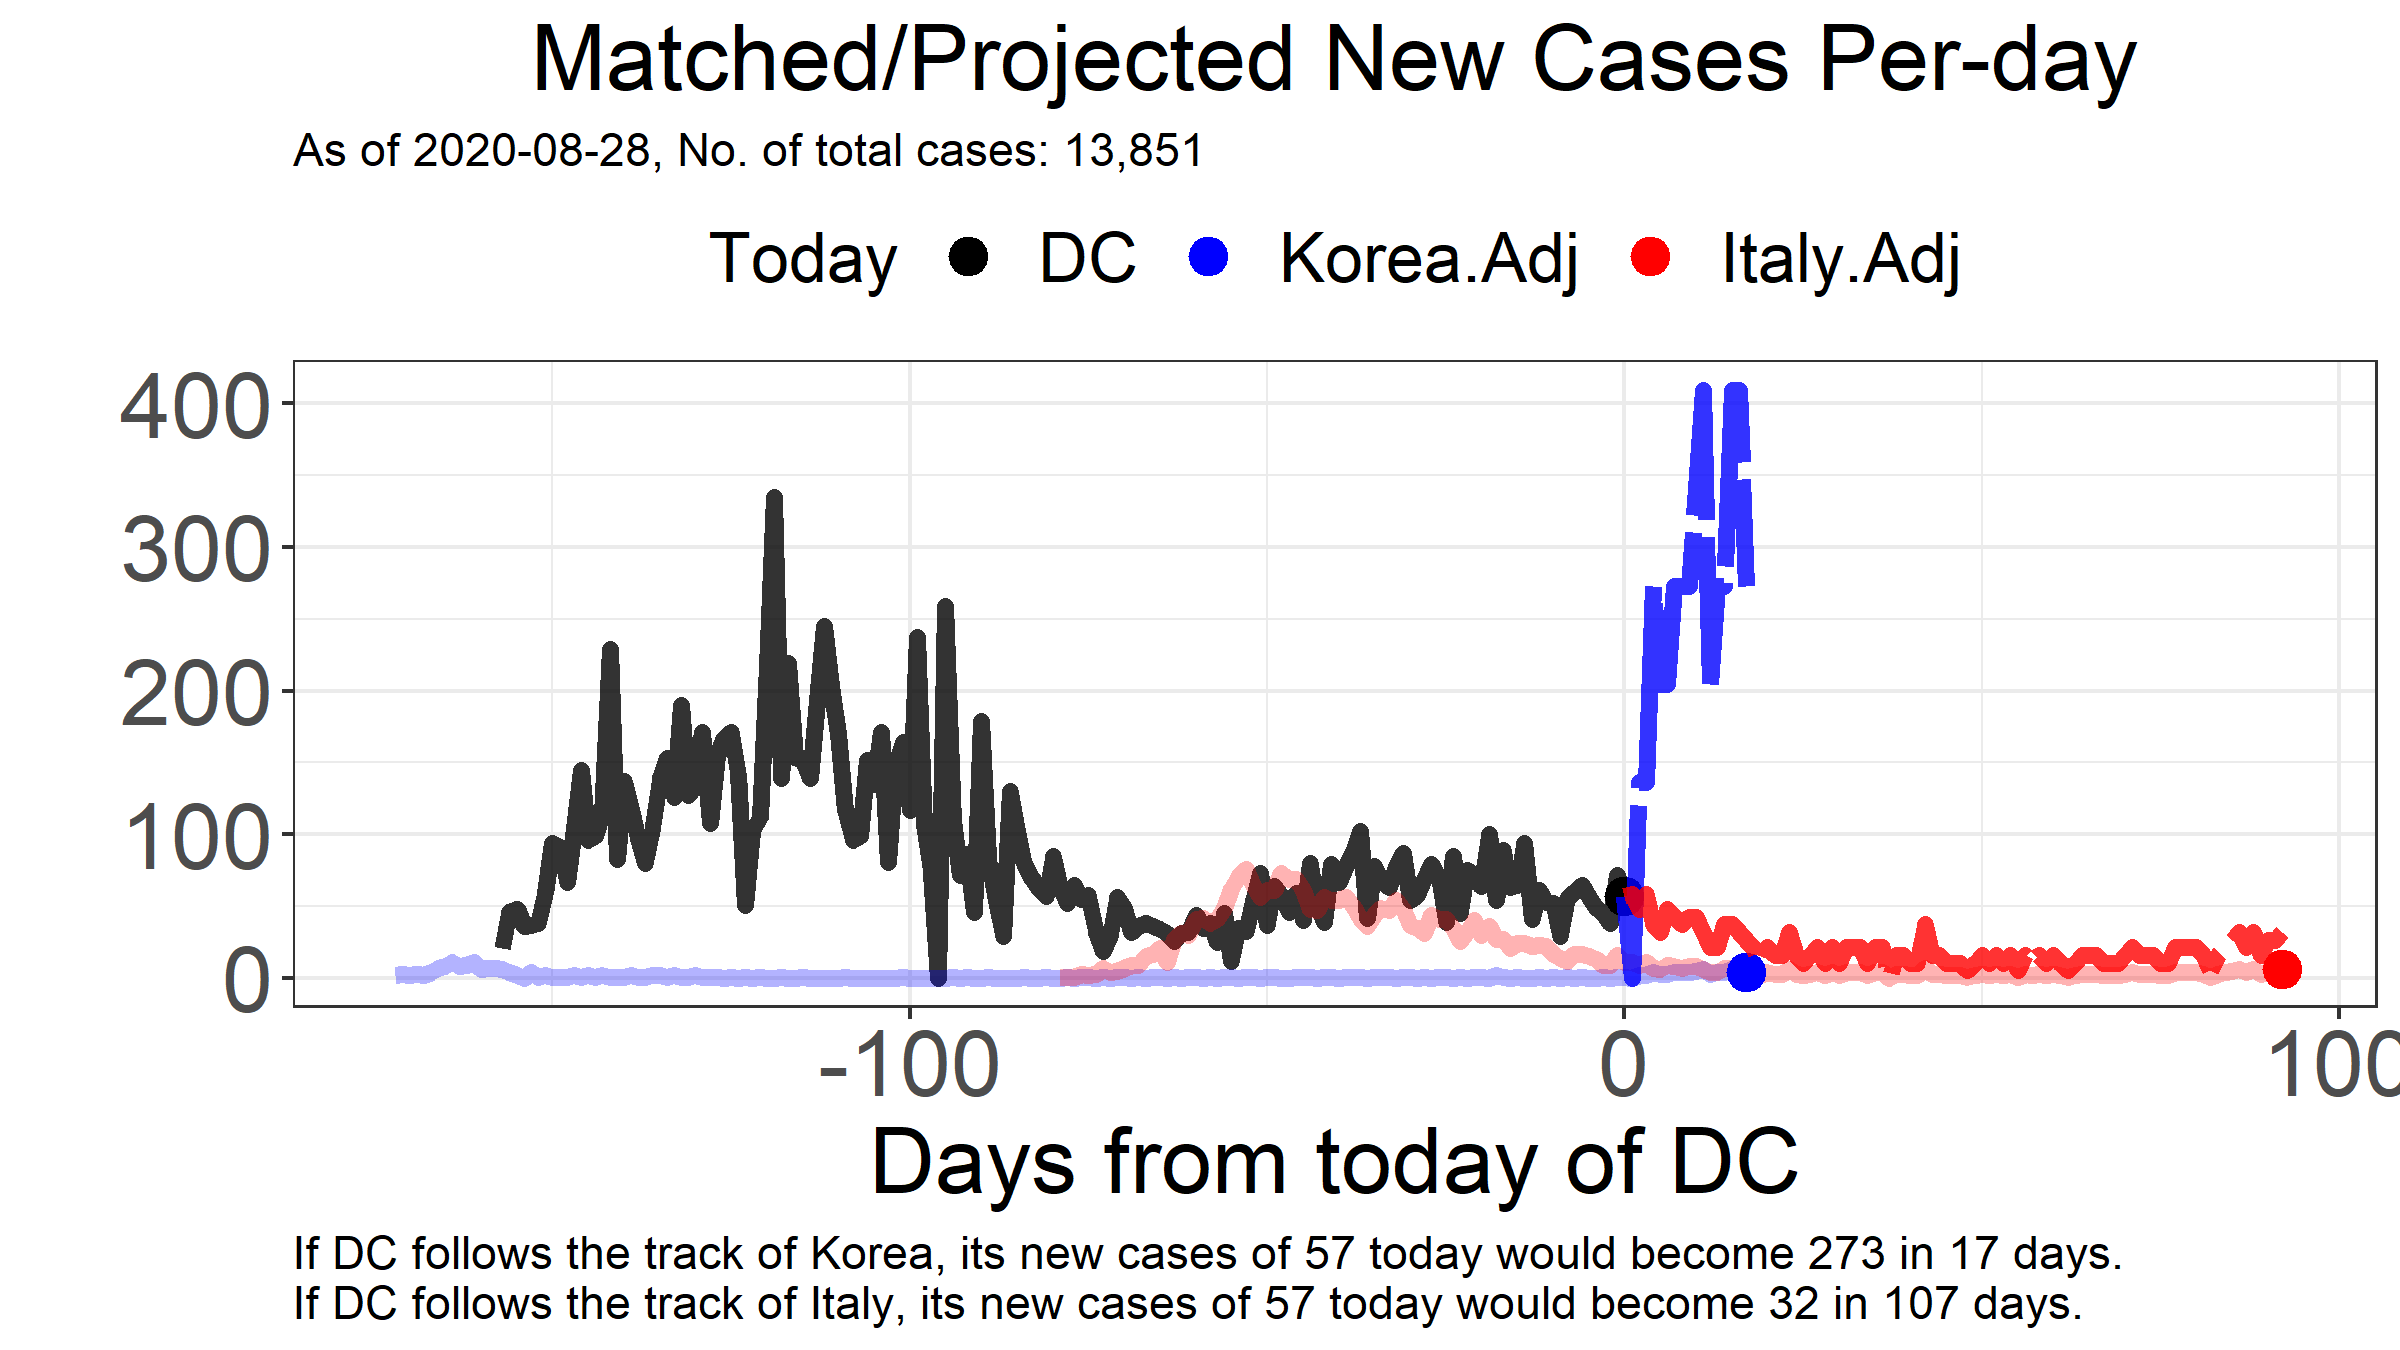 Matched/Projected New Cases Per-day
As of 2020-08-28, No. of total cases: 13,851
Today DC Korea.Adj Italy.Adj
400
300
200
100
0
-100 0 100
Days from today of DC
If DC follows the track of Korea, its new cases of 57 today would become 273 in 17 days.
If DC follows the track of Italy, its new cases of 57 today would become 32 in 107 days.